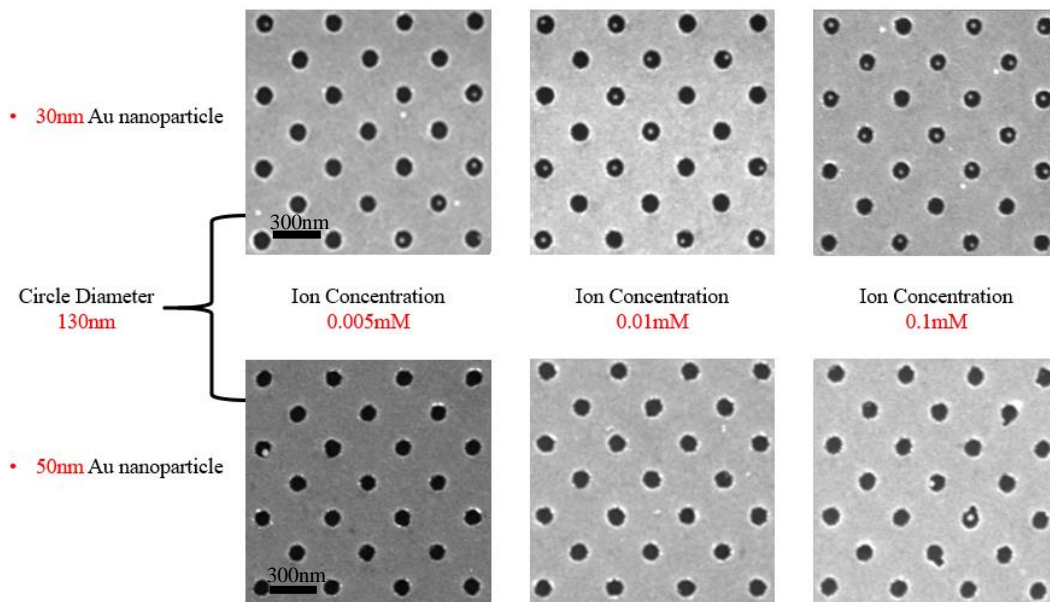 • 30nm Au nanoparticle
300nm
Circle Diameter
130nm
Ion Concentration
0.005mM
Ion Concentration
0.01mM
Ion Concentration
0.1mM
• 50nm Au nanoparticle
300nm